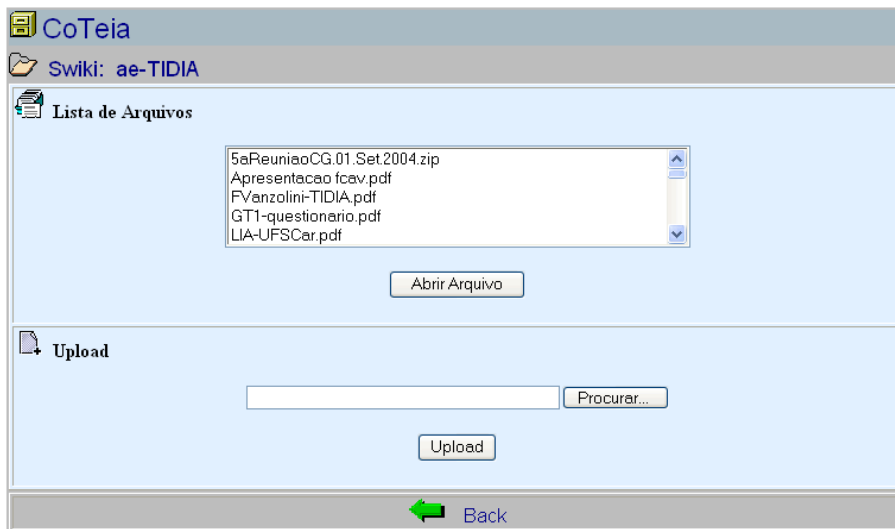 CoTeia
Swiki: ae-TIDIA
Lista de Arquivos
5aReuniaoCG.01.Set.2004.zip
Apresentacao fcav.pdf
FVanzolini-TIDIA.pdf
GT1-questionario.pdf
LIA-UFSCar.pdf
Abrir Arquivo
Upload
Procurar...
Upload
Back